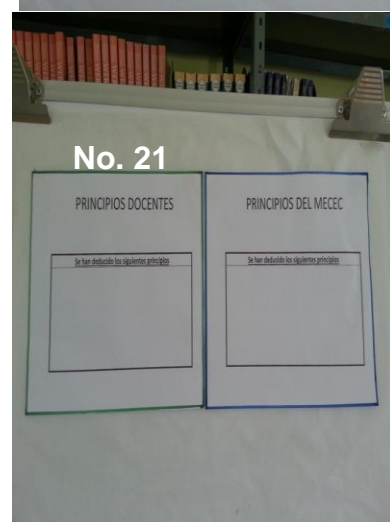 No. 21
PRINCIPIOS DOCENTES
Se han deducido los siguientes principios
PRINCIPIOS DEL MECEC
Se han deducido los siguientes principios